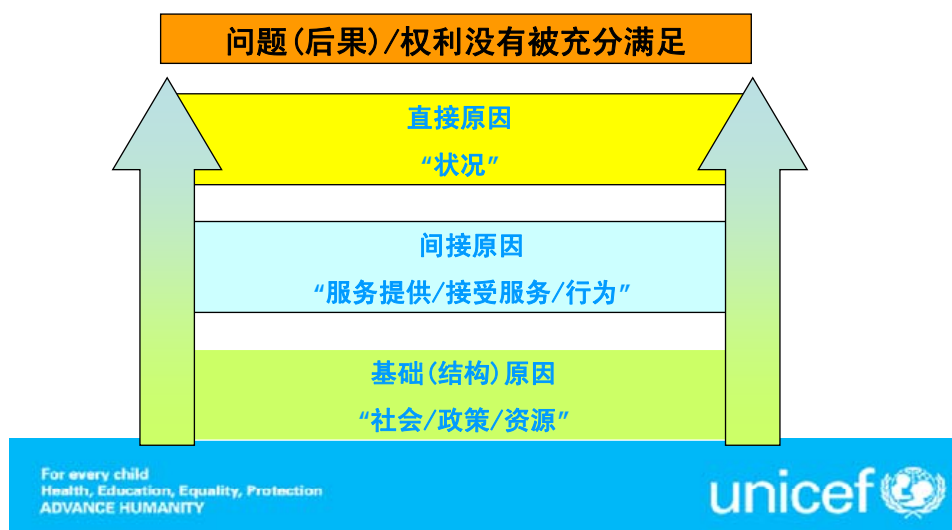 问题(后果)/权利没有被充分满足
直接原因
“状况”
间接原因
“服务提供/接受服务/行为”
基础(结构)原因
“社会/政策/资源”
For every child
Health, Education, Equality, Protection
ADVANCE HUMANITY
unicef